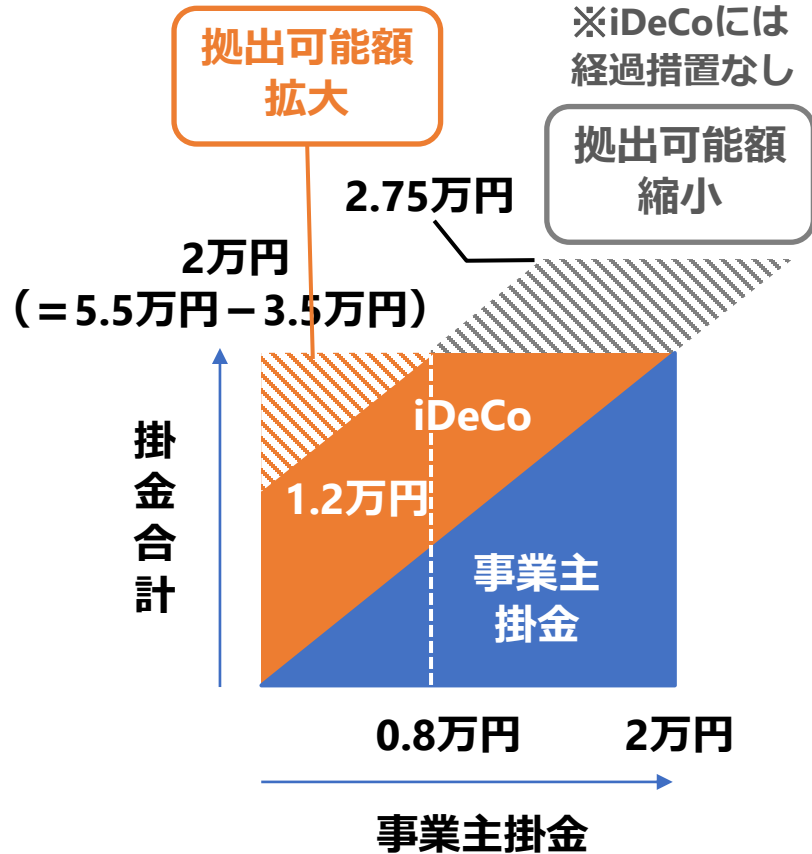 拠出可能額
拡大
※iDeCoには
経過措置なし
拠出可能額
縮小
2.75万円
2万円
（＝5.5万円－3.5万円）
掛金合計
iDeCo
1.2万円
事業主
掛金
0.8万円
2万円
事業主掛金